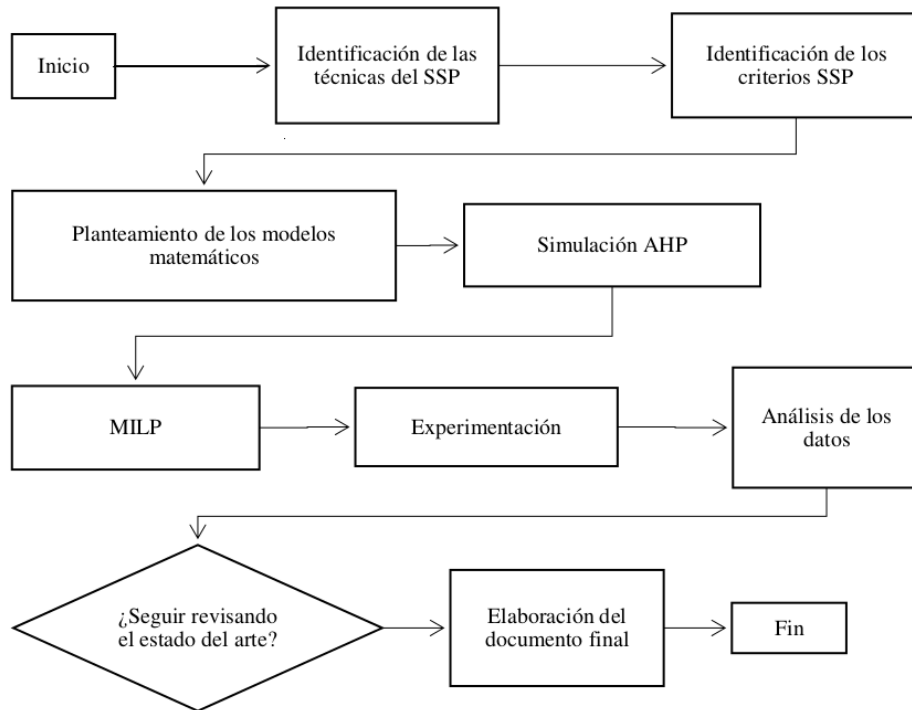 Inicio
Identificación de las
técnicas del SSP
Identificación de los
criterios SSP
Planteamiento de los modelos
matemáticos
Simulación AHP
MILP
Experimentación
Análisis de los
datos
¿Seguir revisando
el estado del arte?
Elaboración del
documento final
Fin